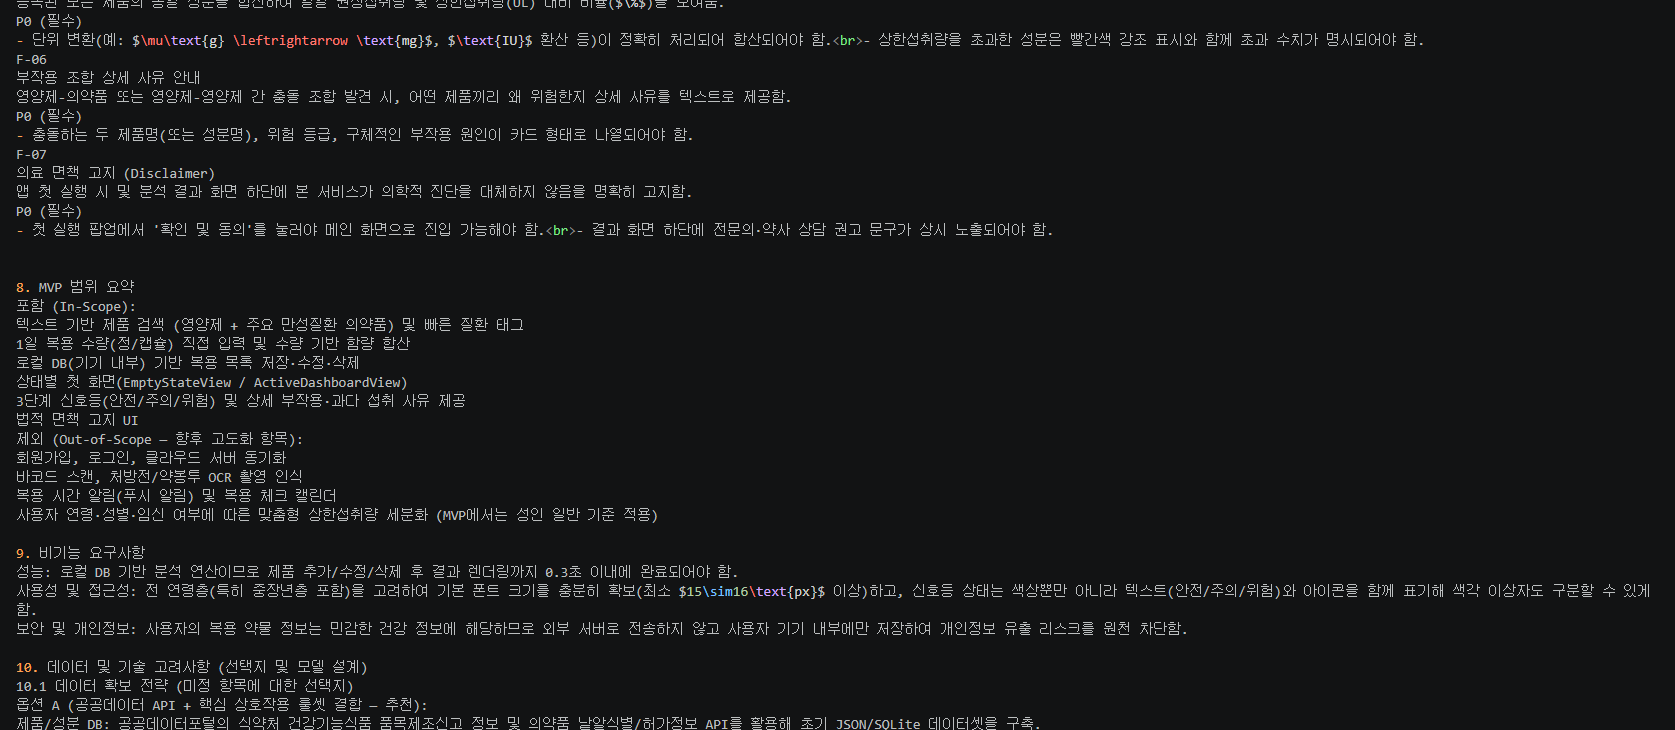 등록된 모든 제품의 동일 성분을 합산하여 일일 권장섭취량 및 상한섭취량(UL) 대비 비율($\%$)을 보여줌.
P0 (필수)
- 단위 변환(예: $\mu\text{g} \leftrightarrow \text{mg}$, $\text{IU}$ 환산 등)이 정확히 처리되어 합산되어야 함.<br>- 상한섭취량을 초과한 성분은 빨간색 강조 표시와 함께 초과 수치가 명시되어야 함.
F-06
부작용 조합 상세 사유 안내
영양제-의약품 또는 영양제-영양제 간 충돌 조합 발견 시, 어떤 제품끼리 왜 위험한지 상세 사유를 텍스트로 제공함.
P0 (필수)
- 충돌하는 두 제품명(또는 성분명), 위험 등급, 구체적인 부작용 원인이 카드 형태로 나열되어야 함.
F-07
의료 면책 고지 (Disclaimer)
앱 첫 실행 시 및 분석 결과 화면 하단에 본 서비스가 의학적 진단을 대체하지 않음을 명확히 고지함.
P0 (필수)
- 첫 실행 팝업에서 '확인 및 동의'를 눌러야 메인 화면으로 진입 가능해야 함.<br>- 결과 화면 하단에 전문의·약사 상담 권고 문구가 상시 노출되어야 함.
8. MVP 범위 요약
포함 (In-Scope):
텍스트 기반 제품 검색 (영양제 + 주요 만성질환 의약품) 및 빠른 질환 태그
1일 복용 수량(정/캡슐) 직접 입력 및 수량 기반 함량 합산
로컬 DB(기기 내부) 기반 복용 목록 저장·수정·삭제
상태별 첫 화면(EmptyStateView / ActiveDashboardView)
3단계 신호등(안전/주의/위험) 및 상세 부작용·과다 섭취 사유 제공
법적 면책 고지 UI
제외 (Out-of-Scope — 향후 고도화 항목):
회원가입, 로그인, 클라우드 서버 동기화
바코드 스캔, 처방전/약봉투 OCR 촬영 인식
복용 시간 알림(푸시 알림) 및 복용 체크 캘린더
사용자 연령·성별·임신 여부에 따른 맞춤형 상한섭취량 세분화 (MVP에서는 성인 일반 기준 적용)
9. 비기능 요구사항
성능: 로컬 DB 기반 분석 연산이므로 제품 추가/수정/삭제 후 결과 렌더링까지 0.3초 이내에 완료되어야 함.
사용성 및 접근성: 전 연령층(특히 중장년층 포함)을 고려하여 기본 폰트 크기를 충분히 확보(최소 $15\sim16\text{px}$ 이상)하고, 신호등 상태는 색상뿐만 아니라 텍스트(안전/주의/위험)와 아이콘을 함께 표기해 색각 이상자도 구분할 수 있게
함.
보안 및 개인정보: 사용자의 복용 약물 정보는 민감한 건강 정보에 해당하므로 외부 서버로 전송하지 않고 사용자 기기 내부에만 저장하여 개인정보 유출 리스크를 원천 차단함.
10. 데이터 및 기술 고려사항 (선택지 및 모델 설계)
10.1 데이터 확보 전략 (미정 항목에 대한 선택지)
옵션 A (공공데이터 API + 핵심 상호작용 룰셋 결합 — 추천):
제품/성분 DB: 공공데이터포털의 식약처 건강기능식품 품목제조신고 정보 및 의약품 낱알식별/허가정보 API를 활용해 초기 JSON/SQLite 데이터셋을 구축.